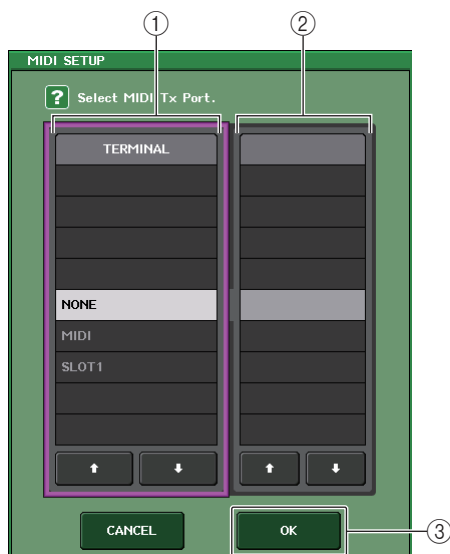 ① ②
MIDI SETUP
? Select MIDI Tx Port.
TERMINAL
NONE
MIDI
SLOT1
CANCEL OK ③